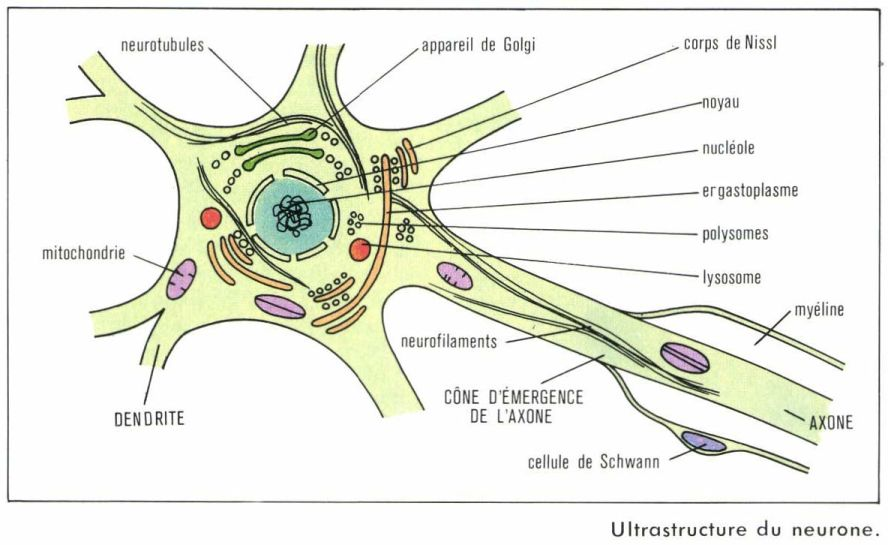 neurotubules
appareil de Golgi
corps de Nissl
noyau
nucléole
ergastoplasme
polysomes
lysosome
mitochondrie
myéline
neurofilaments
CÔNE D'ÉMERGENCE
DE L'AXONE
DENDRITE
AXONE
cellule de Schwann
Ultrastructure du neurone.